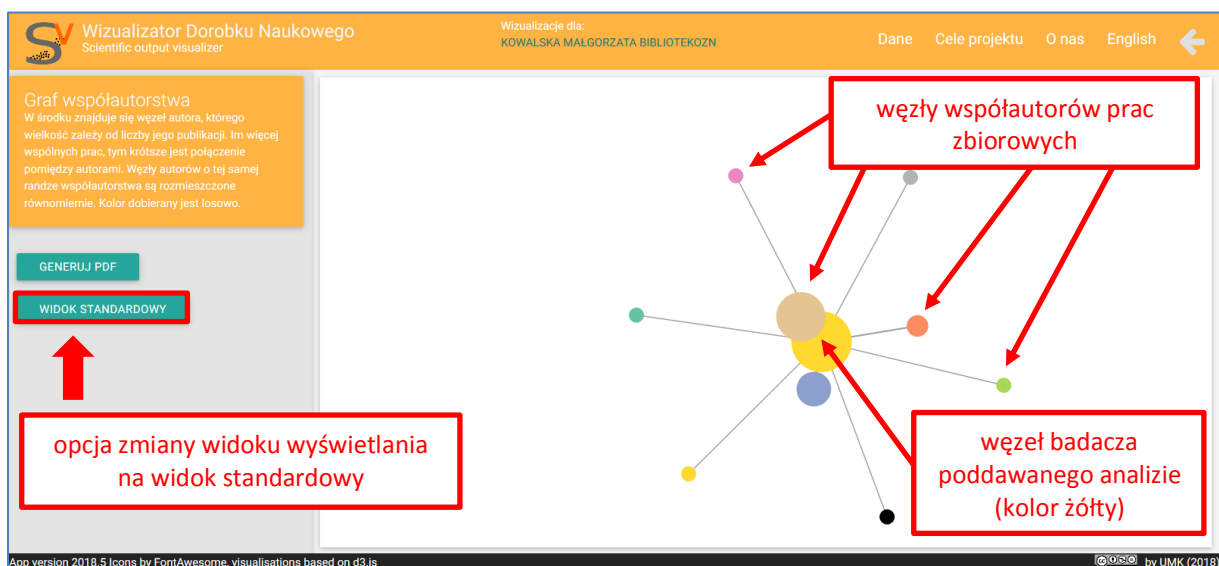 SV
Wizualizator Dorobku Naukowego
Scientific output visualizer
Wizualizacje dla:
KOWALSKA MAŁGORZATA BIBLIOTEKOZN
Dane Cele projektu O nas English
Graf współautorstwa
W środku znajduje się węzeł autora, którego
wielkość zależy od liczby jego publikacji. Im więcej
wspólnych prac, tym krótsze jest połączenie
pomiędzy autorami. Węzły autorów o tej samej
randze współautorstwa są rozmieszczone
równomiernie. Kolor dobierany jest losowo.
GENERUJ PDF
WIDOK STANDARDOWY
opcja zmiany widoku wyświetlania
na widok standardowy
węzły współautorów prac
zbiorowych
węzeł badacza
poddawanego analizie
(kolor żółty)
App version 2018.5 Icons by FontAwesome, visualisations based on d3.js
by UMK (2018)